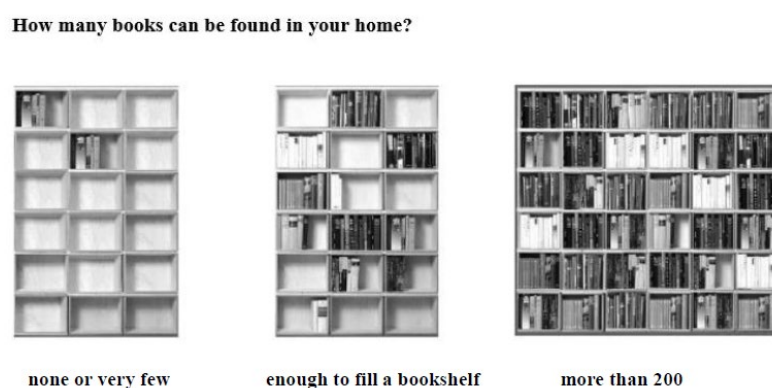 How many books can be found in your home?
none or very few
enough to fill a bookshelf
more than 200